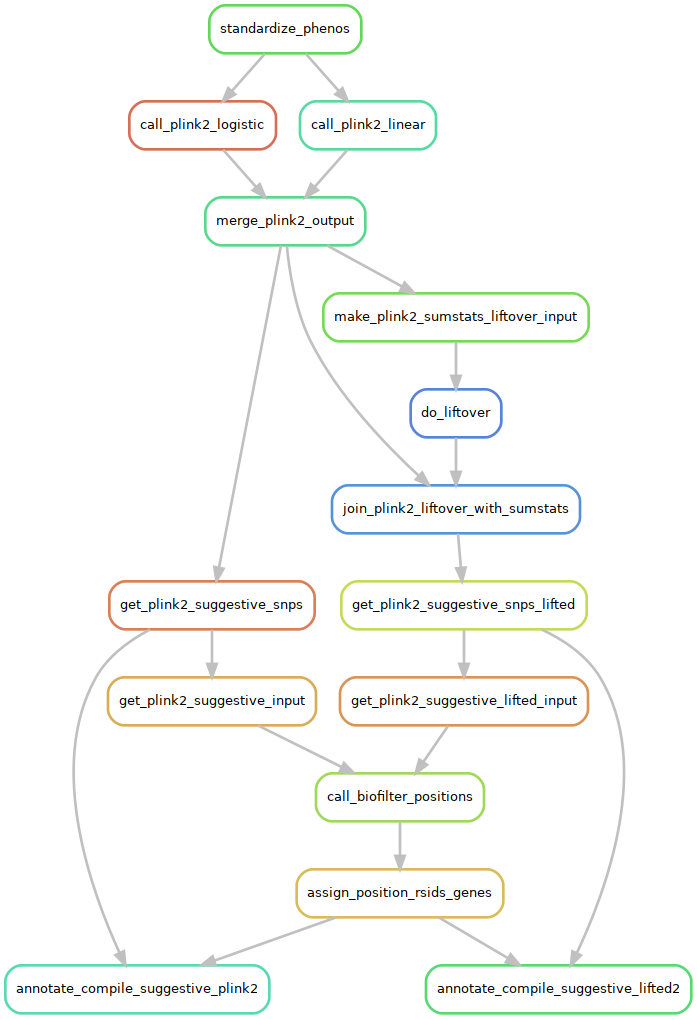 standardize_phenos
call_plink2_logistic
call_plink2_linear
merge_plink2_output
make_plink2_sumstats_liftover_input
do_liftover
join_plink2_liftover_with_sumstats
get_plink2_suggestive_snps
get_plink2_suggestive_snps_lifted
get_plink2_suggestive_input
get_plink2_suggestive_lifted_input
call_biofilter_positions
assign_position_rsids_genes
annotate_compile_suggestive_plink2
annotate_compile_suggestive_lifted2